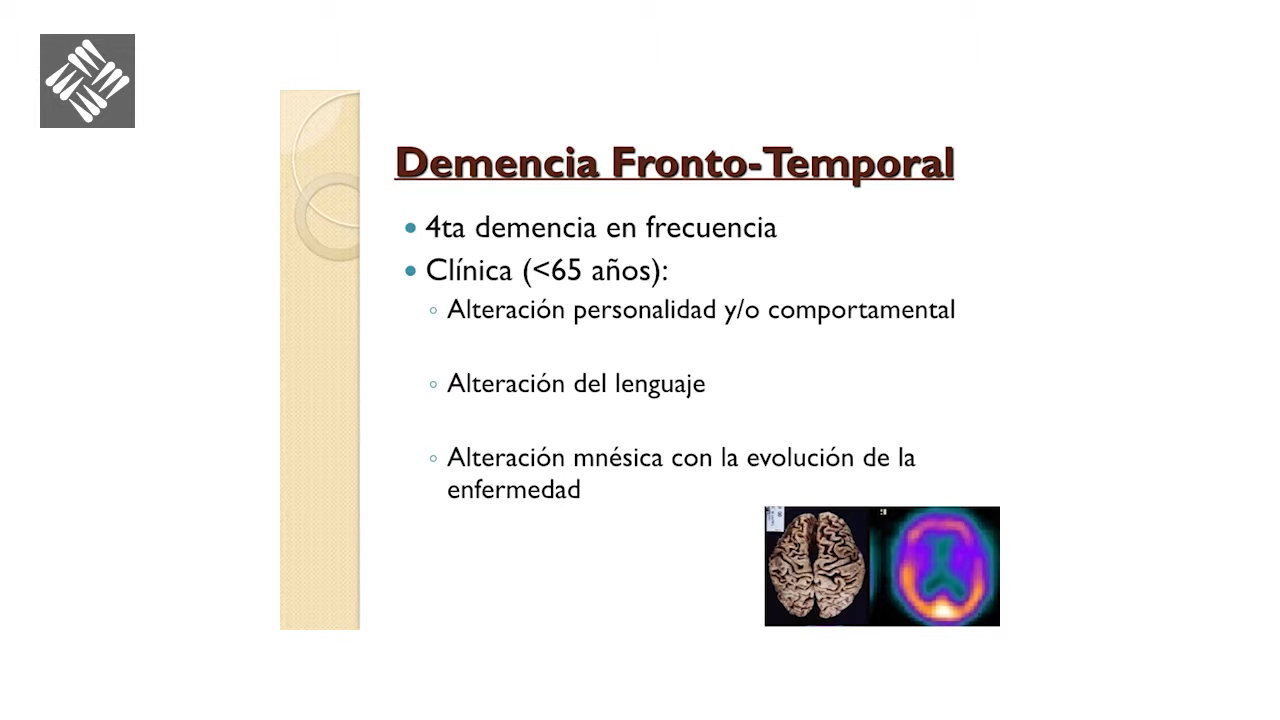 Demencia Fronto-Temporal
4ta demencia en frecuencia
Clínica (<65 años):
Alteración personalidad y/o comportamental
Alteración del lenguaje
Alteración mnésica con la evolución de la
enfermedad